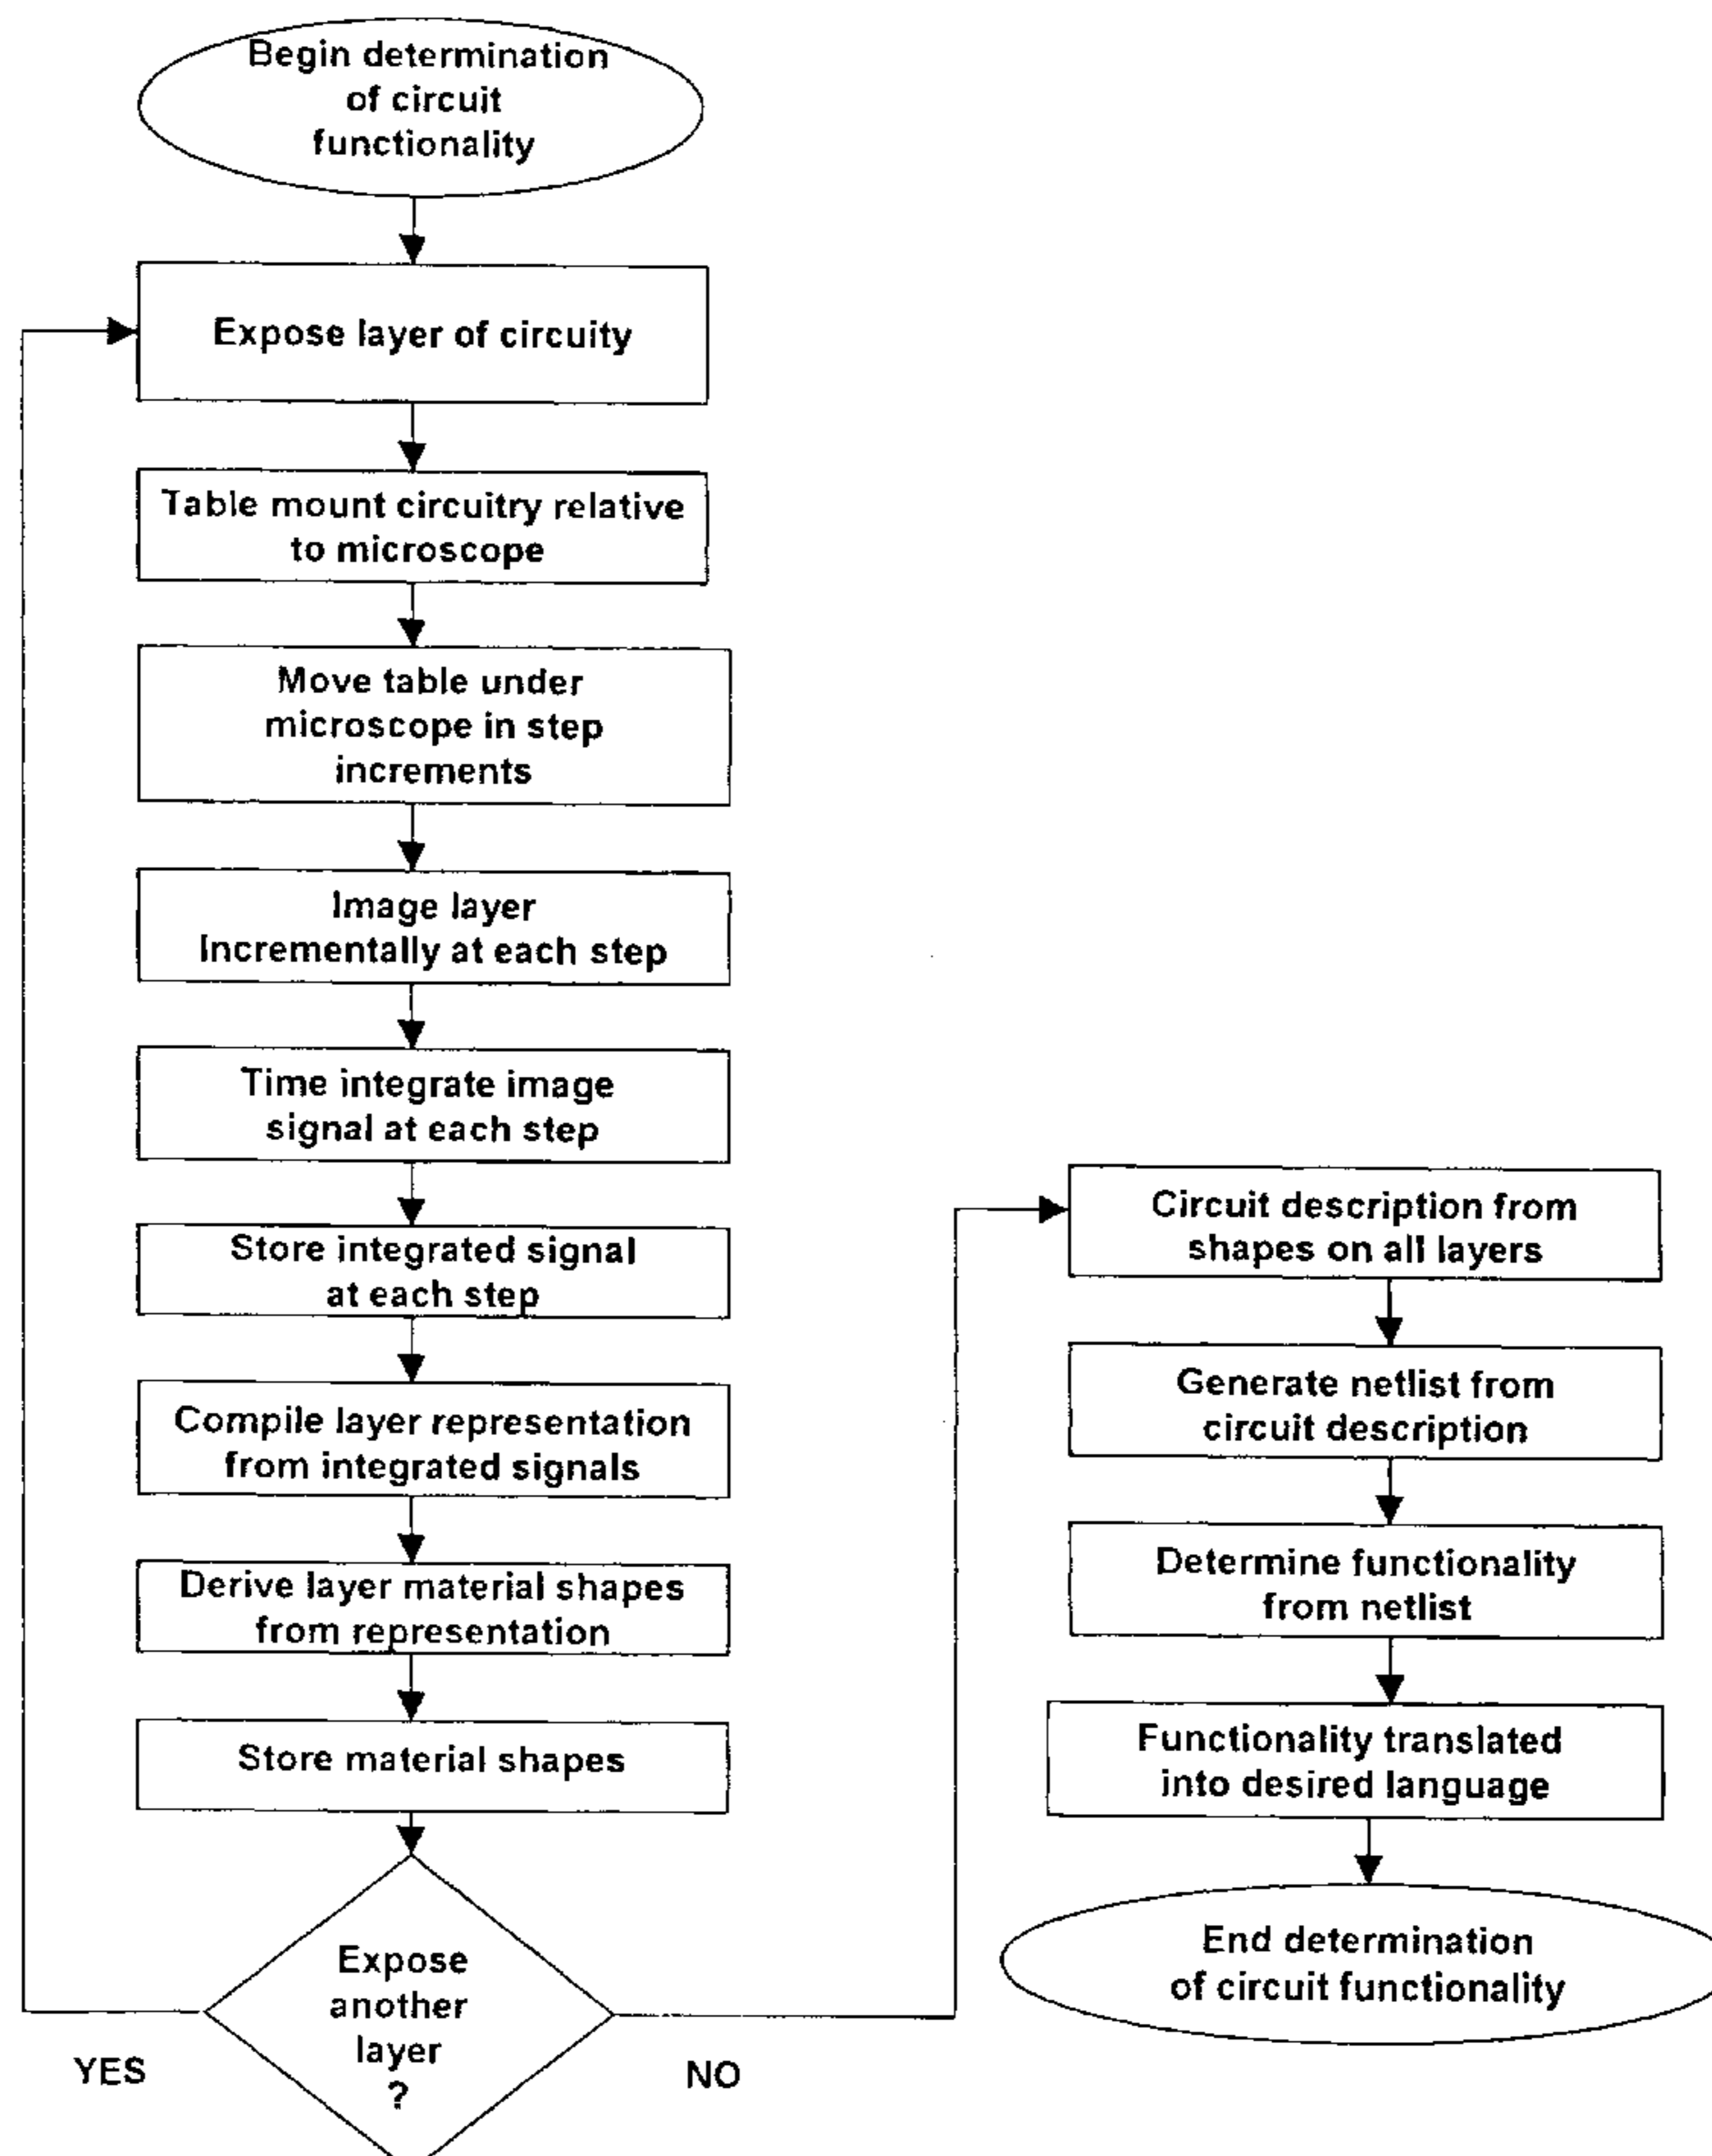 Begin determination
of circuit
functionality
Expose layer of circuity
Table mount circuitry relative
to microscope
Move table under
microscope in step
increments
Image layer
Incrementally at each step
Time integrate image
signal at each step
Store integrated signal
at each step
Compile layer representation
from integrated signals
Derive layer material shapes
from representation
Store material shapes
Expose
another
layer
?
YES
NO
Circuit description from
shapes on all layers
Generate netlist from
circuit description
Determine functionality
from netlist
Functionality translated
into desired language
End determination
of circuit functionality